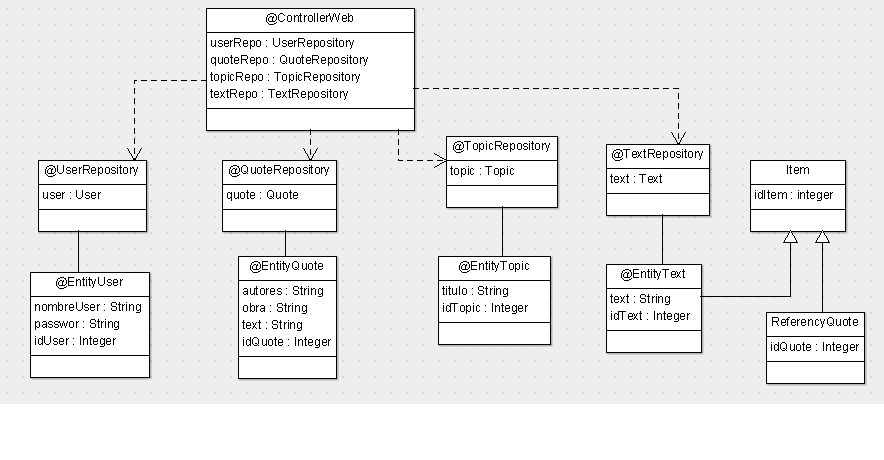 @ControllerWeb
userRepo : UserRepository
quoteRepo : QuoteRepository
topicRepo : TopicRepository
textRepo : TextRepository
@UserRepository
user : User
@QuoteRepository
quote : Quote
@TopicRepository
topic : Topic
@TextRepository
text : Text
Item
idItem : integer
@EntityUser
nombreUser : String
passwor : String
idUser : Integer
@EntityQuote
autores : String
obra : String
text : String
idQuote : Integer
@EntityTopic
titulo : String
idTopic : Integer
@EntityText
text : String
idText : Integer
ReferencyQuote
idQuote : Integer